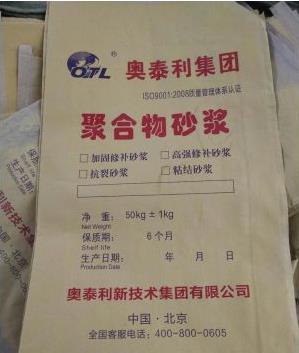 OTL®
奥泰利集团
ISO9001:2008质量管理体系认证
聚合物砂浆
□加固修补砂浆 □高强修补砂浆
□抗裂砂浆 □粘结砂浆
净 重: 50kg±1kg
Net Weight
保质期: 6个月
Shelf life
生产日期: 年 月 日
Production Date
奥泰利新技术集团有限公司
中国·北京
全国客服电话:400-800-0605